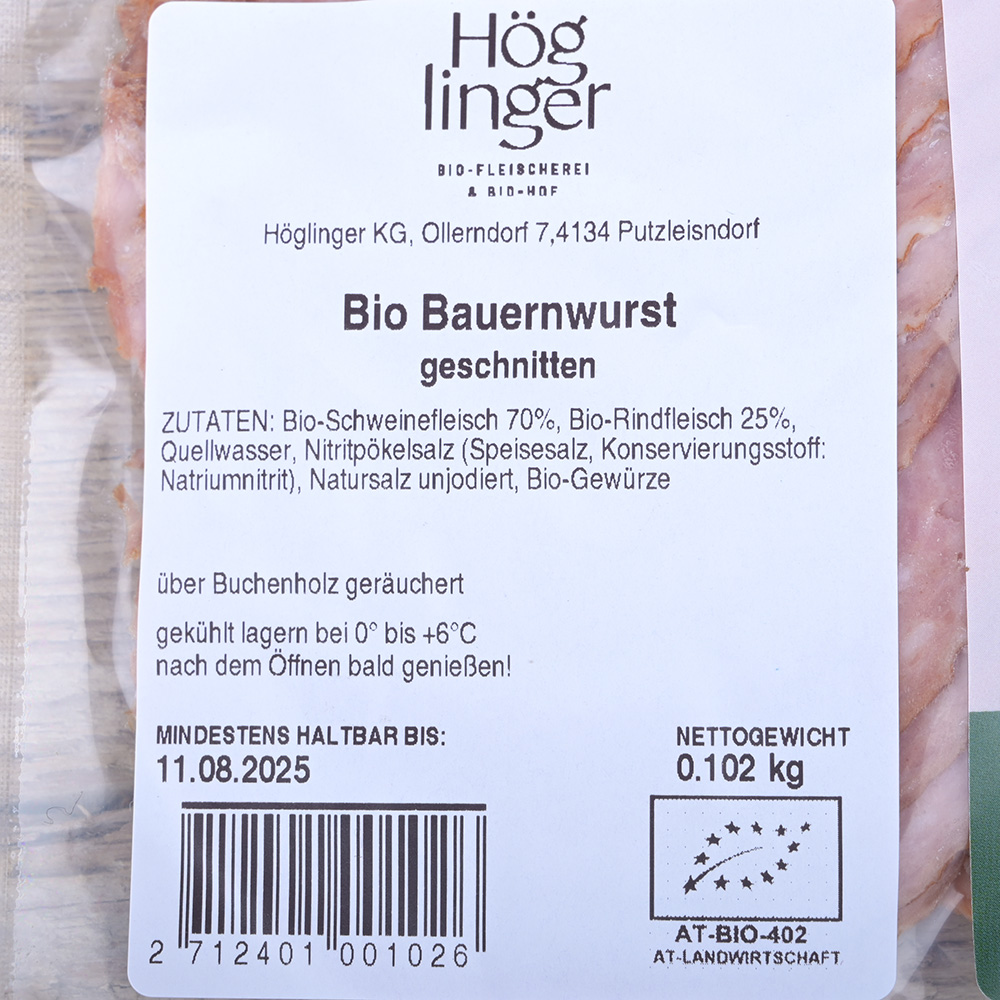 Hög
linger
BIO-FLEISCHEREI
& BIO-HOF
Höglinger KG, Ollerndorf 7,4134 Putzleisndorf
Bio Bauernwurst
geschnitten
ZUTATEN: Bio-Schweinefleisch 70%, Bio-Rindfleisch 25%,
Quellwasser, Nitritpökelsalz (Speisesalz, Konservierungsstoff:
Natriumnitrit), Natursalz unjodiert, Bio-Gewürze
über Buchenholz geräuchert
gekühlt lagern bei 0° bis +6°C
nach dem Öffnen bald genießen!
MINDESTENS HALTBAR BIS:
11.08.2025
NETTOGEWICHT
0.102 kg
2 712401 001026
AT-BIO-402
AT-LANDWIRTSCHAFT